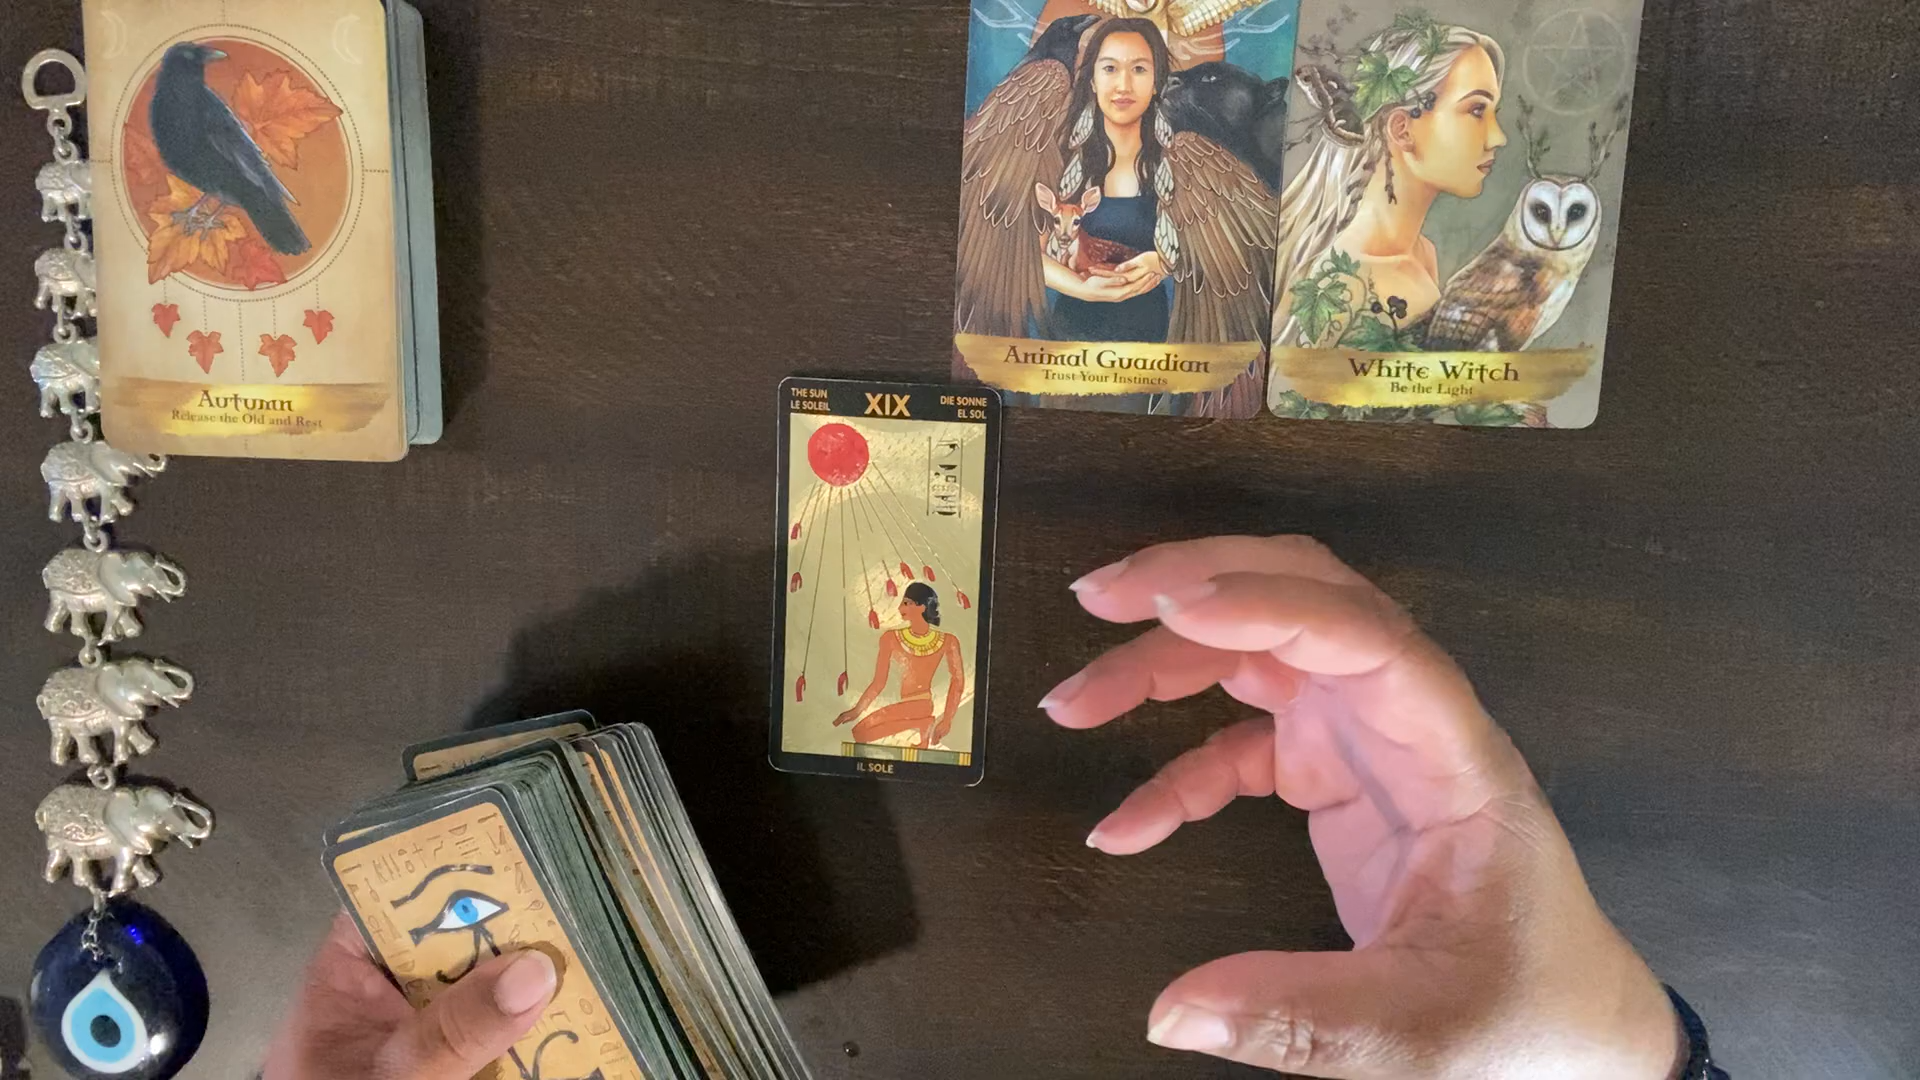 Autumn
Release the Old and Rest
Animal Guardian
Trust Your Instincts
White Witch
Be the Light
THE SUN
LE SOLEIL
XIX
DIE SONNE
EL SOL
IL SOLE